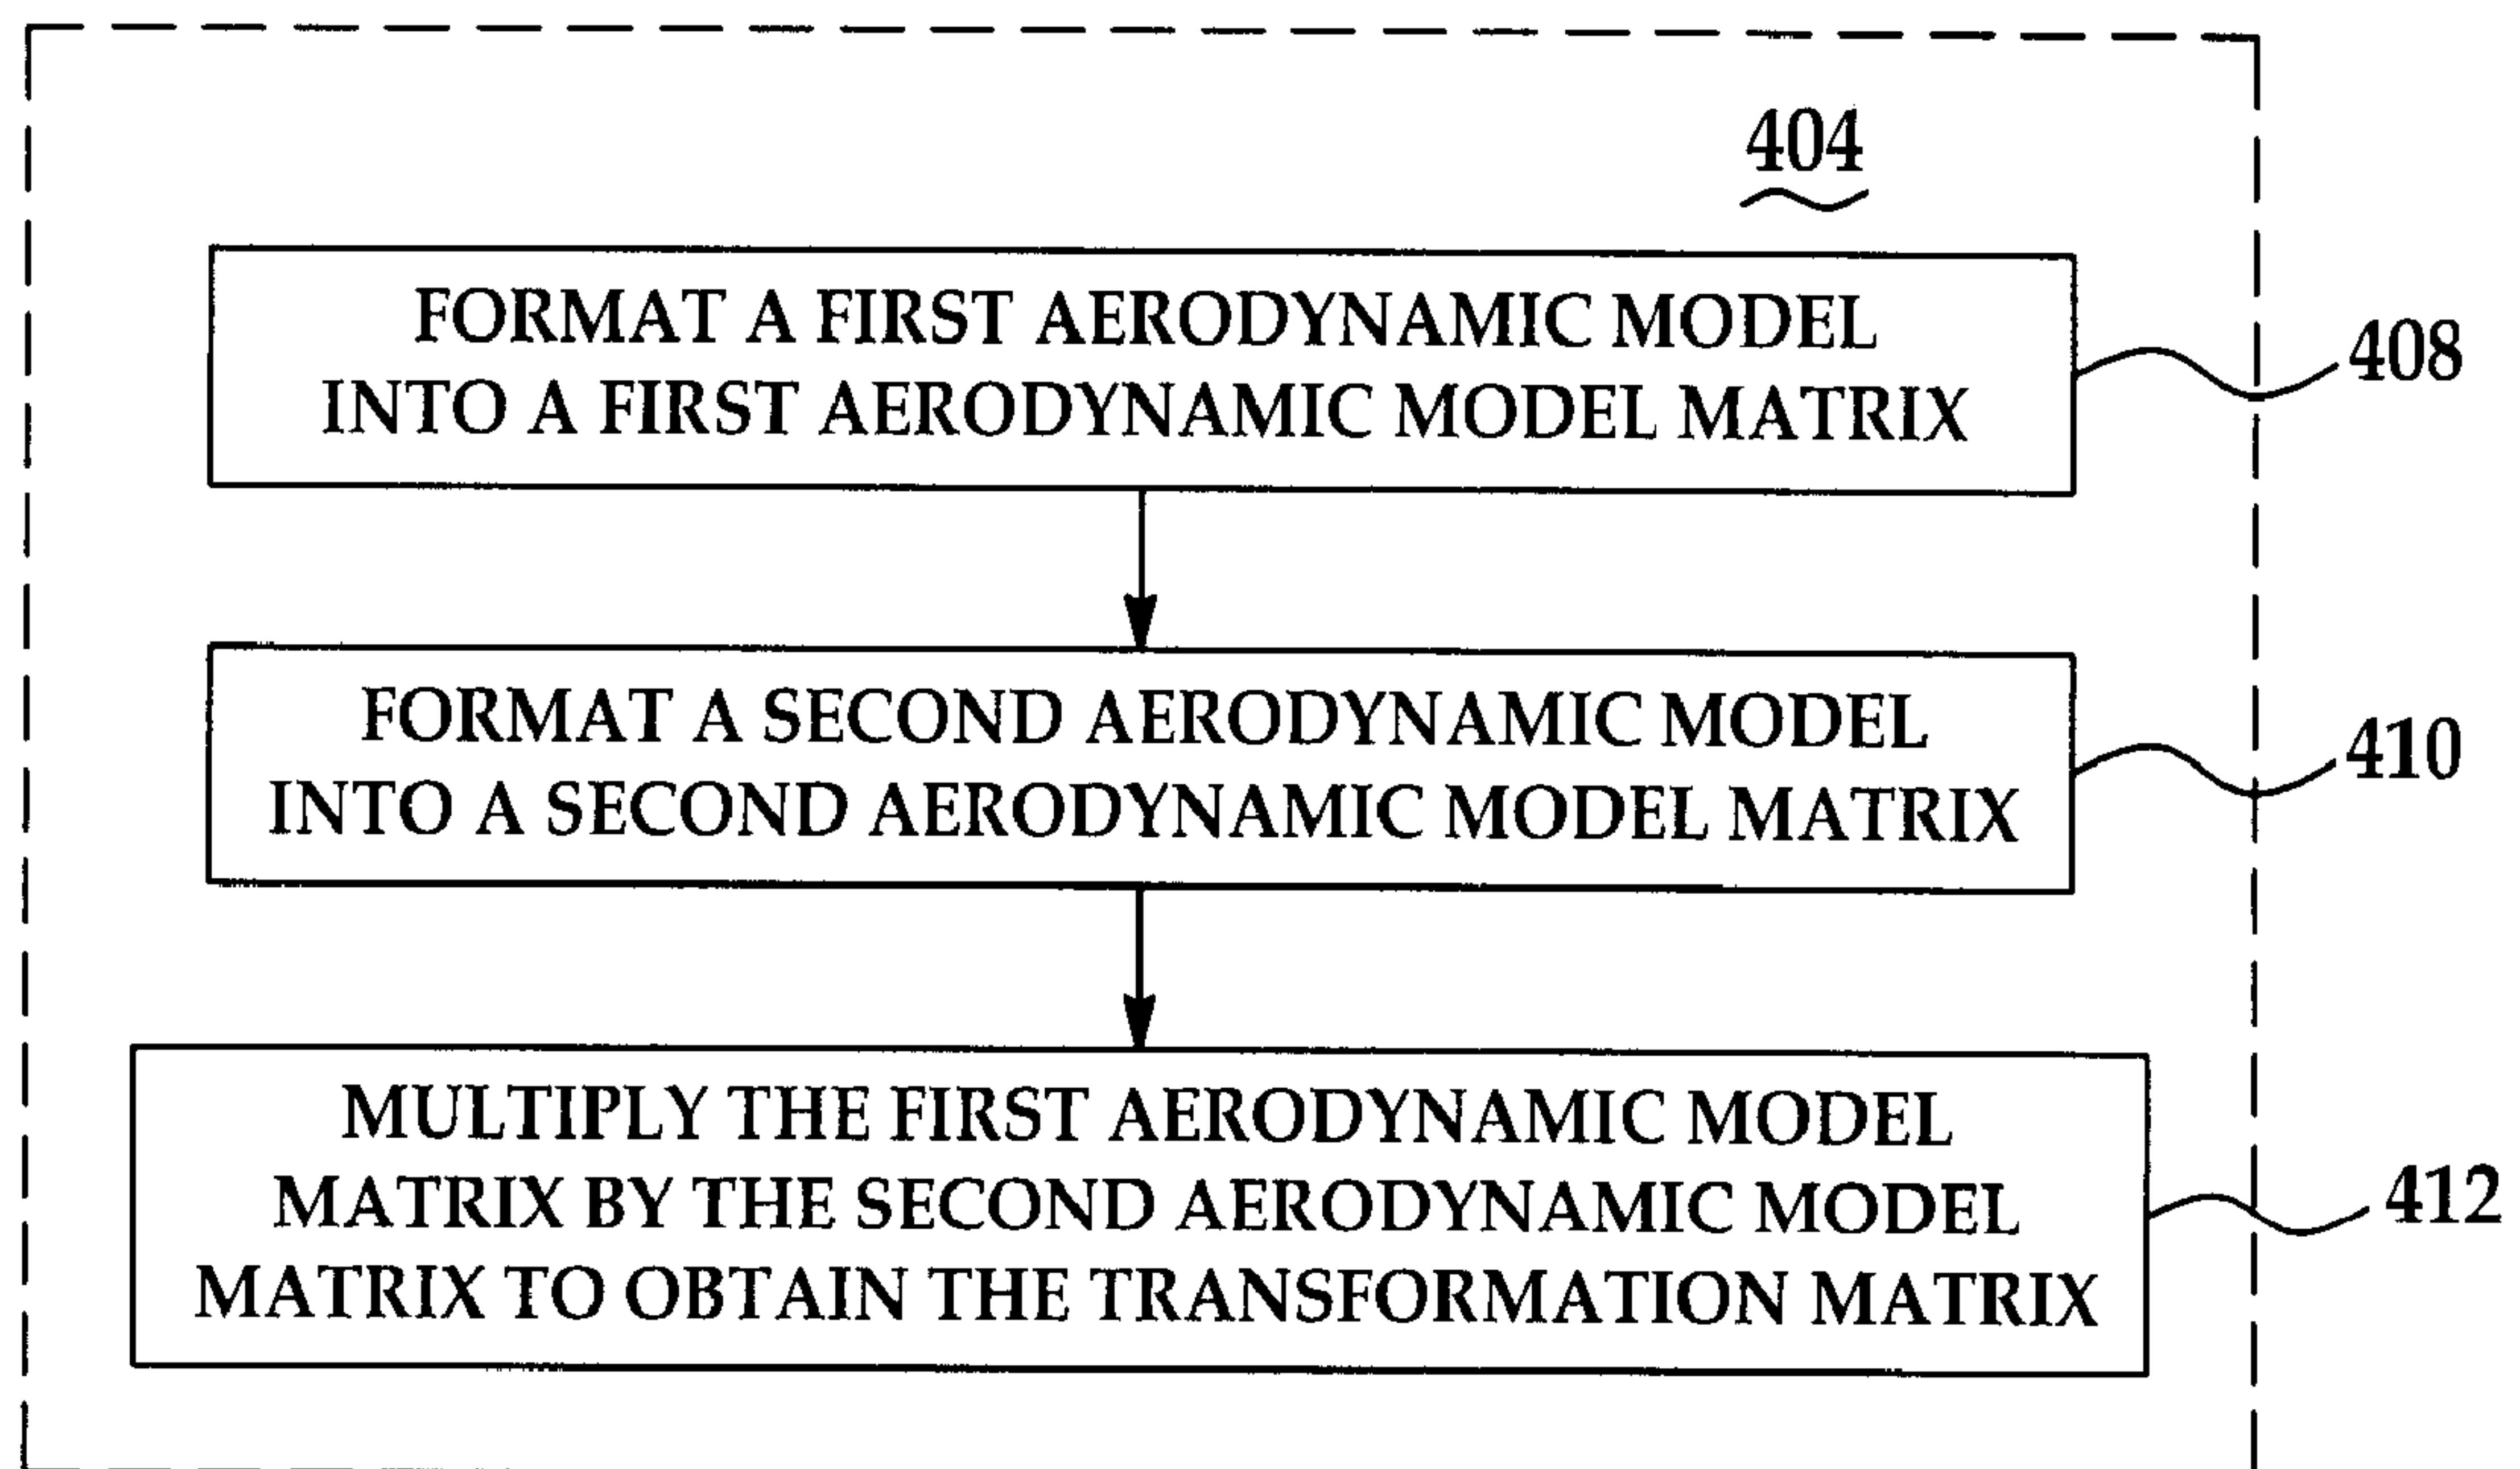 404
FORMAT A FIRST AERODYNAMIC MODEL
INTO A FIRST AERODYNAMIC MODEL MATRIX
408
FORMAT A SECOND AERODYNAMIC MODEL
INTO A SECOND AERODYNAMIC MODEL MATRIX
410
MULTIPLY THE FIRST AERODYNAMIC MODEL
MATRIX BY THE SECOND AERODYNAMIC MODEL
MATRIX TO OBTAIN THE TRANSFORMATION MATRIX
412